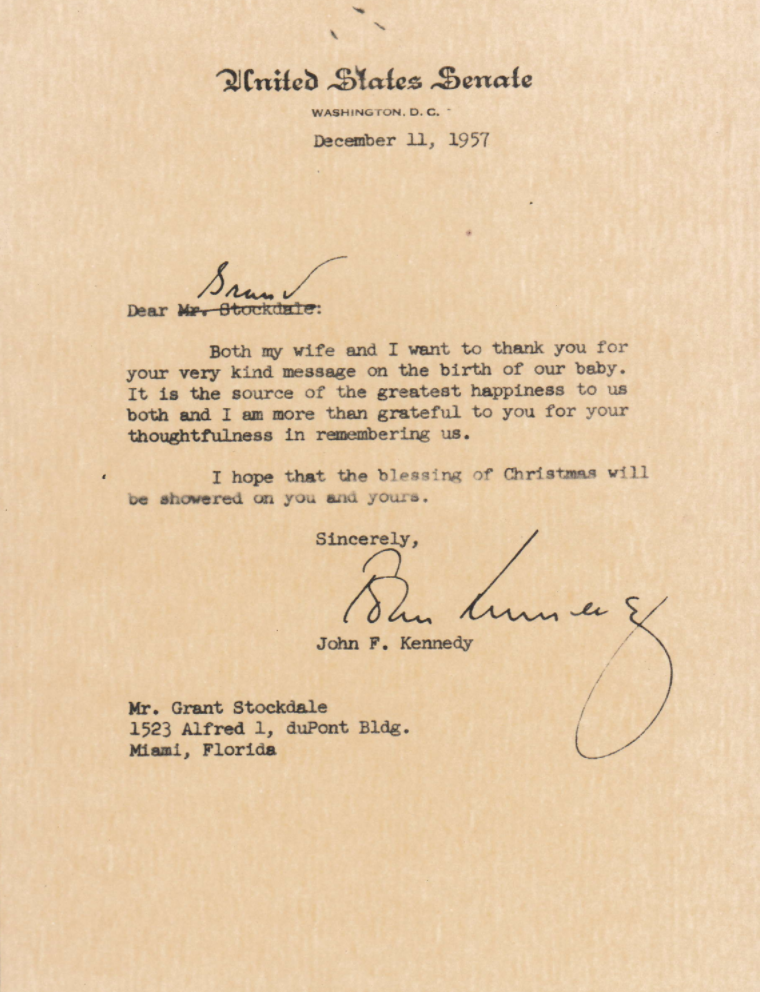 United States Senate
WASHINGTON, D. C.
December 11, 1957
Grant
Dear Mr. Stockdale:
Both my wife and I want to thank you for
your very kind message on the birth of our baby.
It is the source of the greatest happiness to us
both and I am more than grateful to you for your
thoughtfulness in remembering us.
I hope that the blessing of Christmas will
be showered on you and yours.
Sincerely,
John Kennedy
John F. Kennedy
Mr. Grant Stockdale
1523 Alfred l, duPont Bldg.
Miami, Florida